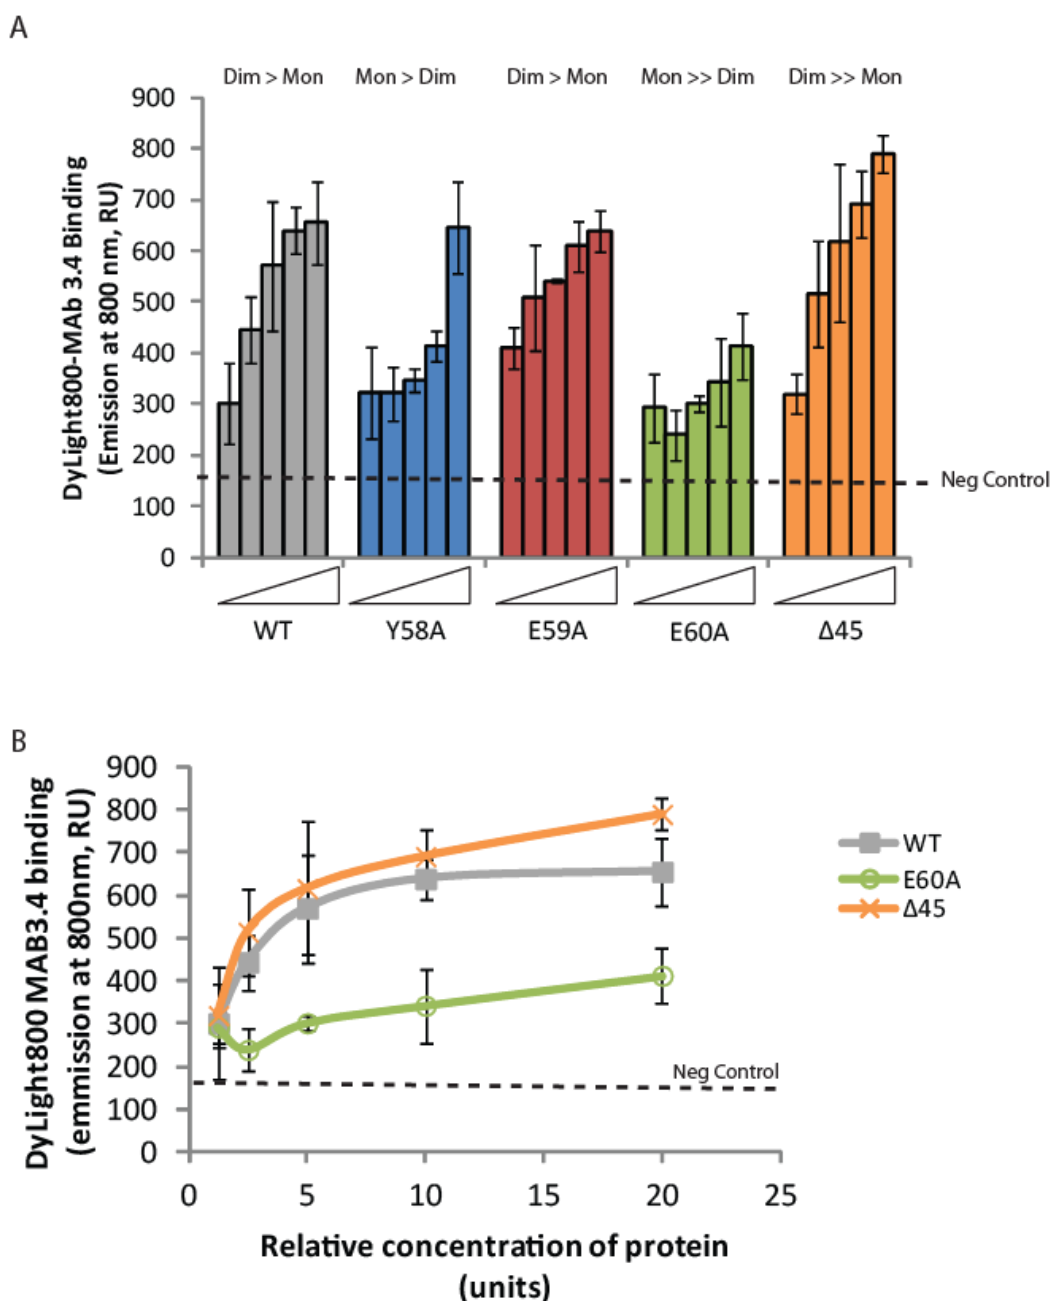 A
Dim > Mon Mon > Dim Dim > Mon Mon >> Dim Dim >> Mon
DyLight800-MAb 3.4 Binding
(Emission at 800 nm, RU)
900
800
700
600
500
400
300
200
100
0
Neg Control
WT Y58A E59A E60A Δ45
B
DyLight800 MAB3.4 binding
(emmission at 800nm, RU)
900
800
700
600
500
400
300
200
100
0
Neg Control
WT
E60A
Δ45
0 5 10 15 20 25
Relative concentration of protein
(units)